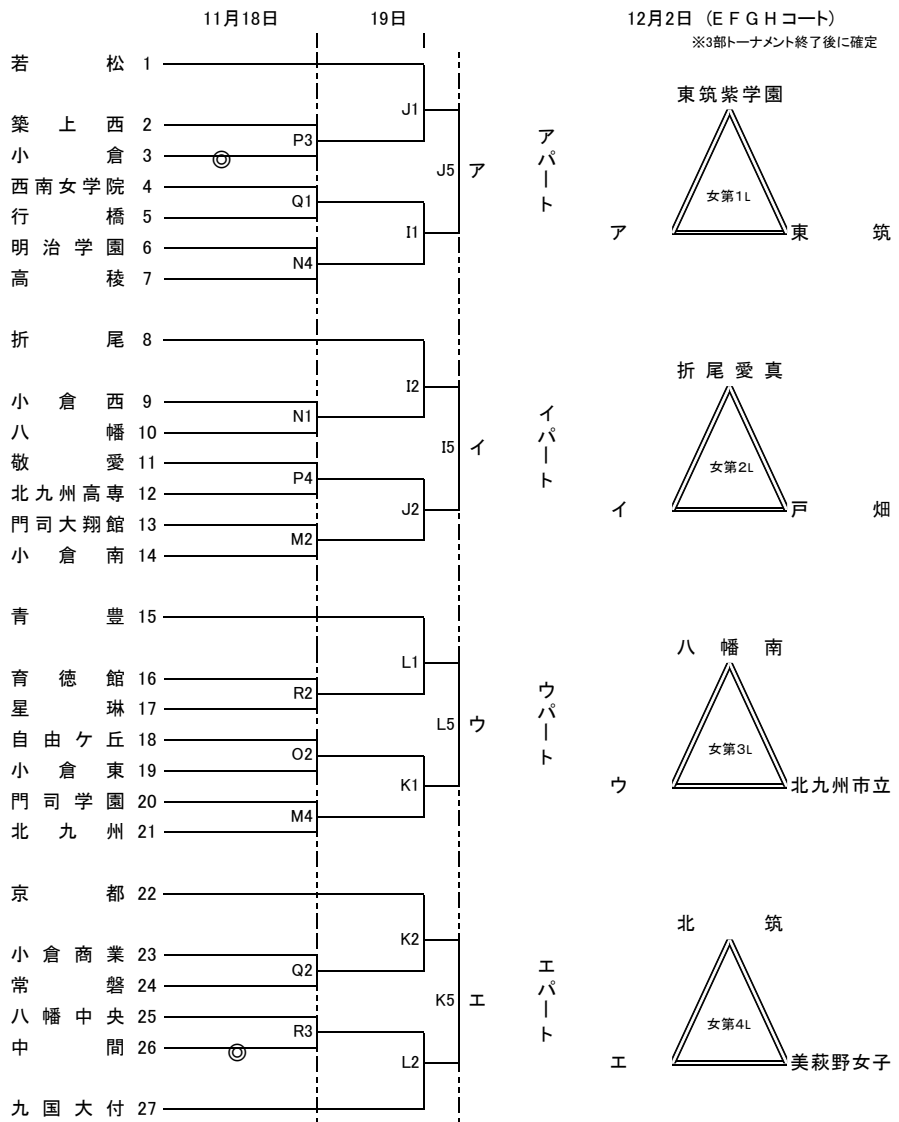 11月18日 19日 12月2日 (EFGHコート)
※3部トーナメント終了後に確定
若松 1
東筑紫学園
J1
築上西 2
P3
小倉 3 ◎
アパート
J5 ア
西南女学院 4
Q1
女第1L
行橋 5
I1
ア 東筑
明治学園 6
N4
高稜 7
折尾 8
折尾愛真
I2
小倉西 9
N1
八幡 10
イパート
I5 イ
敬愛 11
P4
女第2L
北九州高専 12
J2
イ 戸畑
門司大翔館 13
M2
小倉南 14
青豊 15
八幡南
L1
育徳館 16
R2
星琳 17
ウパート
L5 ウ
自由ケ丘 18
O2
女第3L
小倉東 19
K1
ウ 北九州市立
門司学園 20
M4
北九州 21
京都 22
北筑
K2
小倉商業 23
Q2
常磐 24
エパート
K5 エ
八幡中央 25
R3
女第4L
中間 26 ◎
L2
エ 美萩野女子
九国大付 27